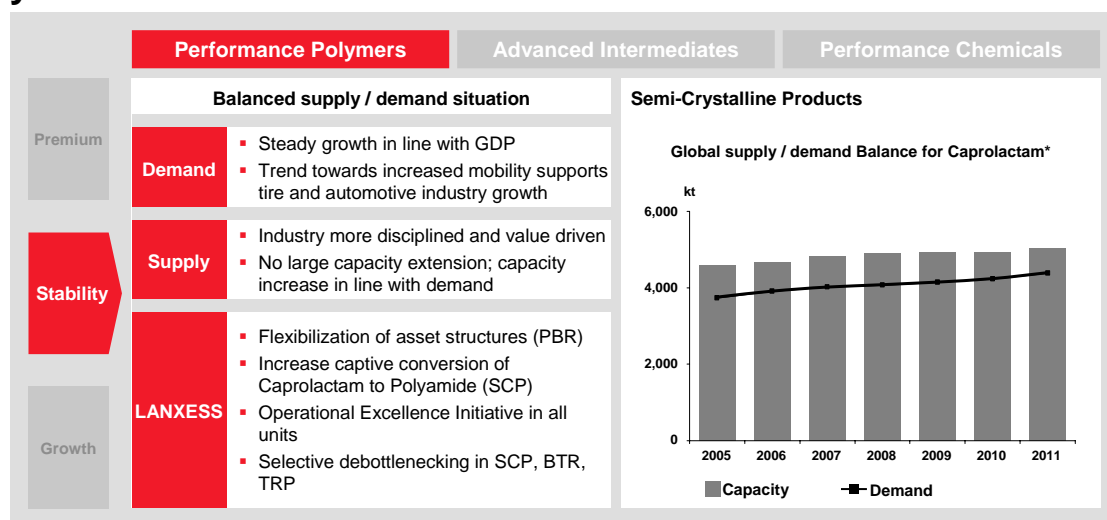 Performance Polymers
Advanced Intermediates
Performance Chemicals
Premium
Stability
Growth
Balanced supply / demand situation
Demand
▪ Steady growth in line with GDP
▪ Trend towards increased mobility supports
tire and automotive industry growth
Supply
▪ Industry more disciplined and value driven
▪ No large capacity extension; capacity
increase in line with demand
LANXESS
▪ Flexibilization of asset structures (PBR)
▪ Increase captive conversion of
Caprolactam to Polyamide (SCP)
▪ Operational Excellence Initiative in all
units
▪ Selective debottlenecking in SCP, BTR,
TRP
Semi-Crystalline Products
Global supply / demand Balance for Caprolactam*
kt
6,000
4,000
2,000
0
2005 2006 2007 2008 2009 2010 2011
Capacity Demand